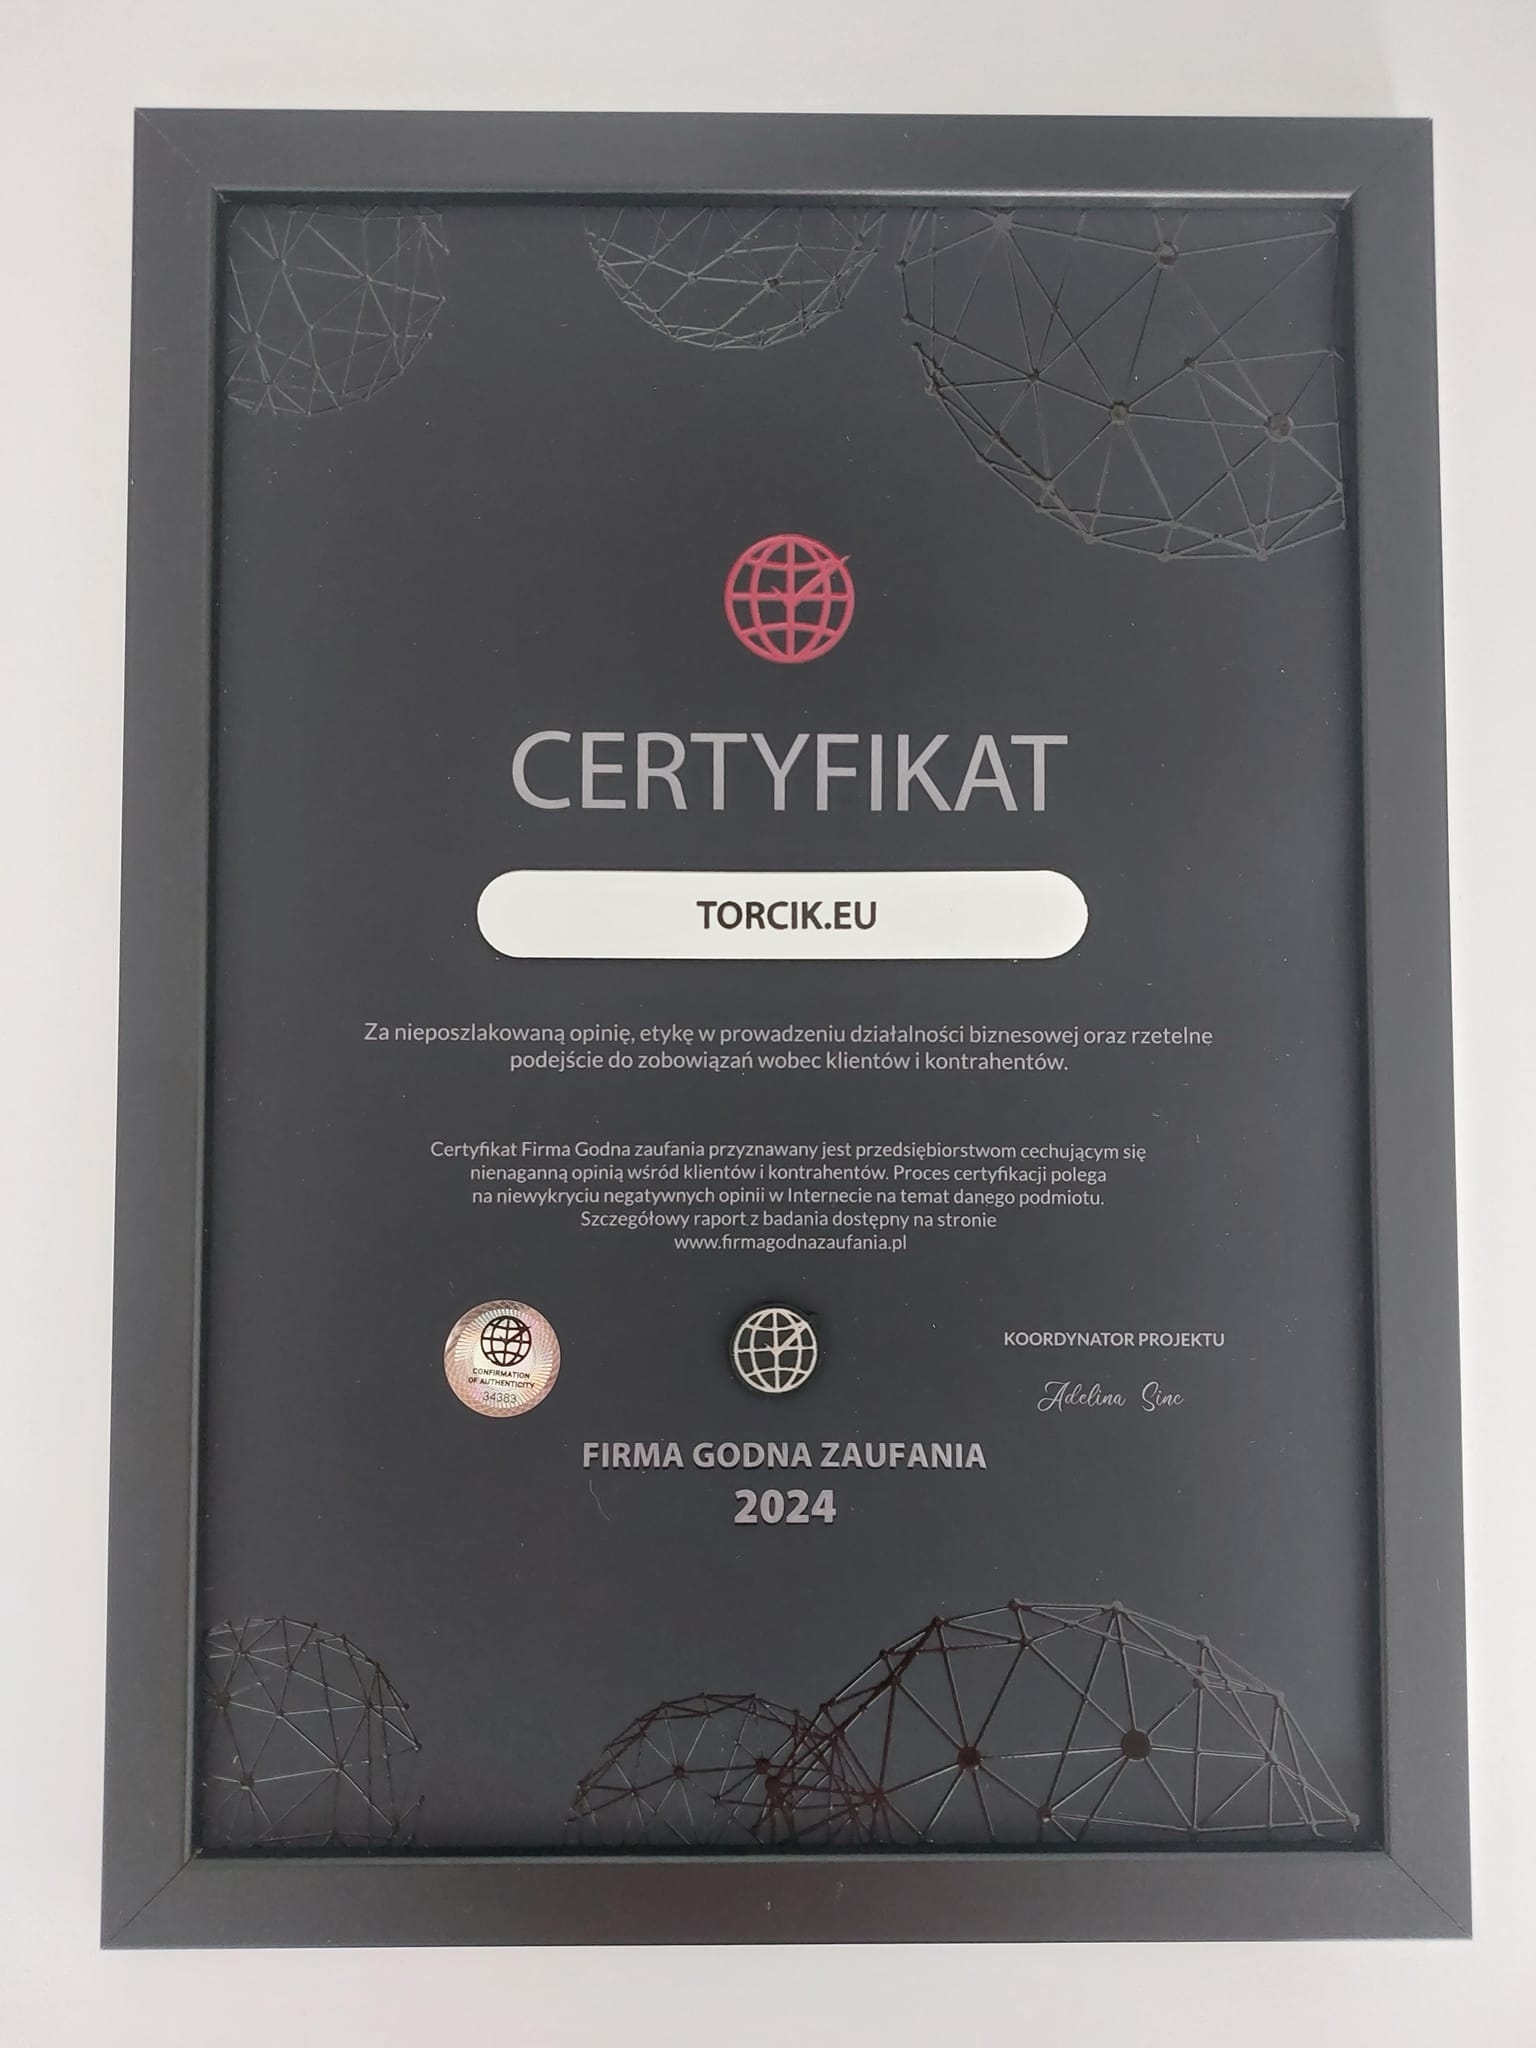 CERTYFIKAT
TORCIK.EU
Za nieposzlakowaną opinię, etykę w prowadzeniu działalności biznesowej oraz rzetelne
podejście do zobowiązań wobec klientów i kontrahentów.
Certyfikat Firma Godna zaufania przyznawany jest przedsiębiorstwom cechującym się
nienaganną opinią wśród klientów i kontrahentów. Proces certyfikacji polega
na niewykryciu negatywnych opinii w Internecie na temat danego podmiotu.
Szczegółowy raport z badania dostępny na stronie
www.firmagodnazaufania.pl
CONFIRMATION
OF AUTHENTICITY
34383
KOORDYNATOR PROJEKTU
Adelina Sinc
FIRMA GODNA ZAUFANIA
2024